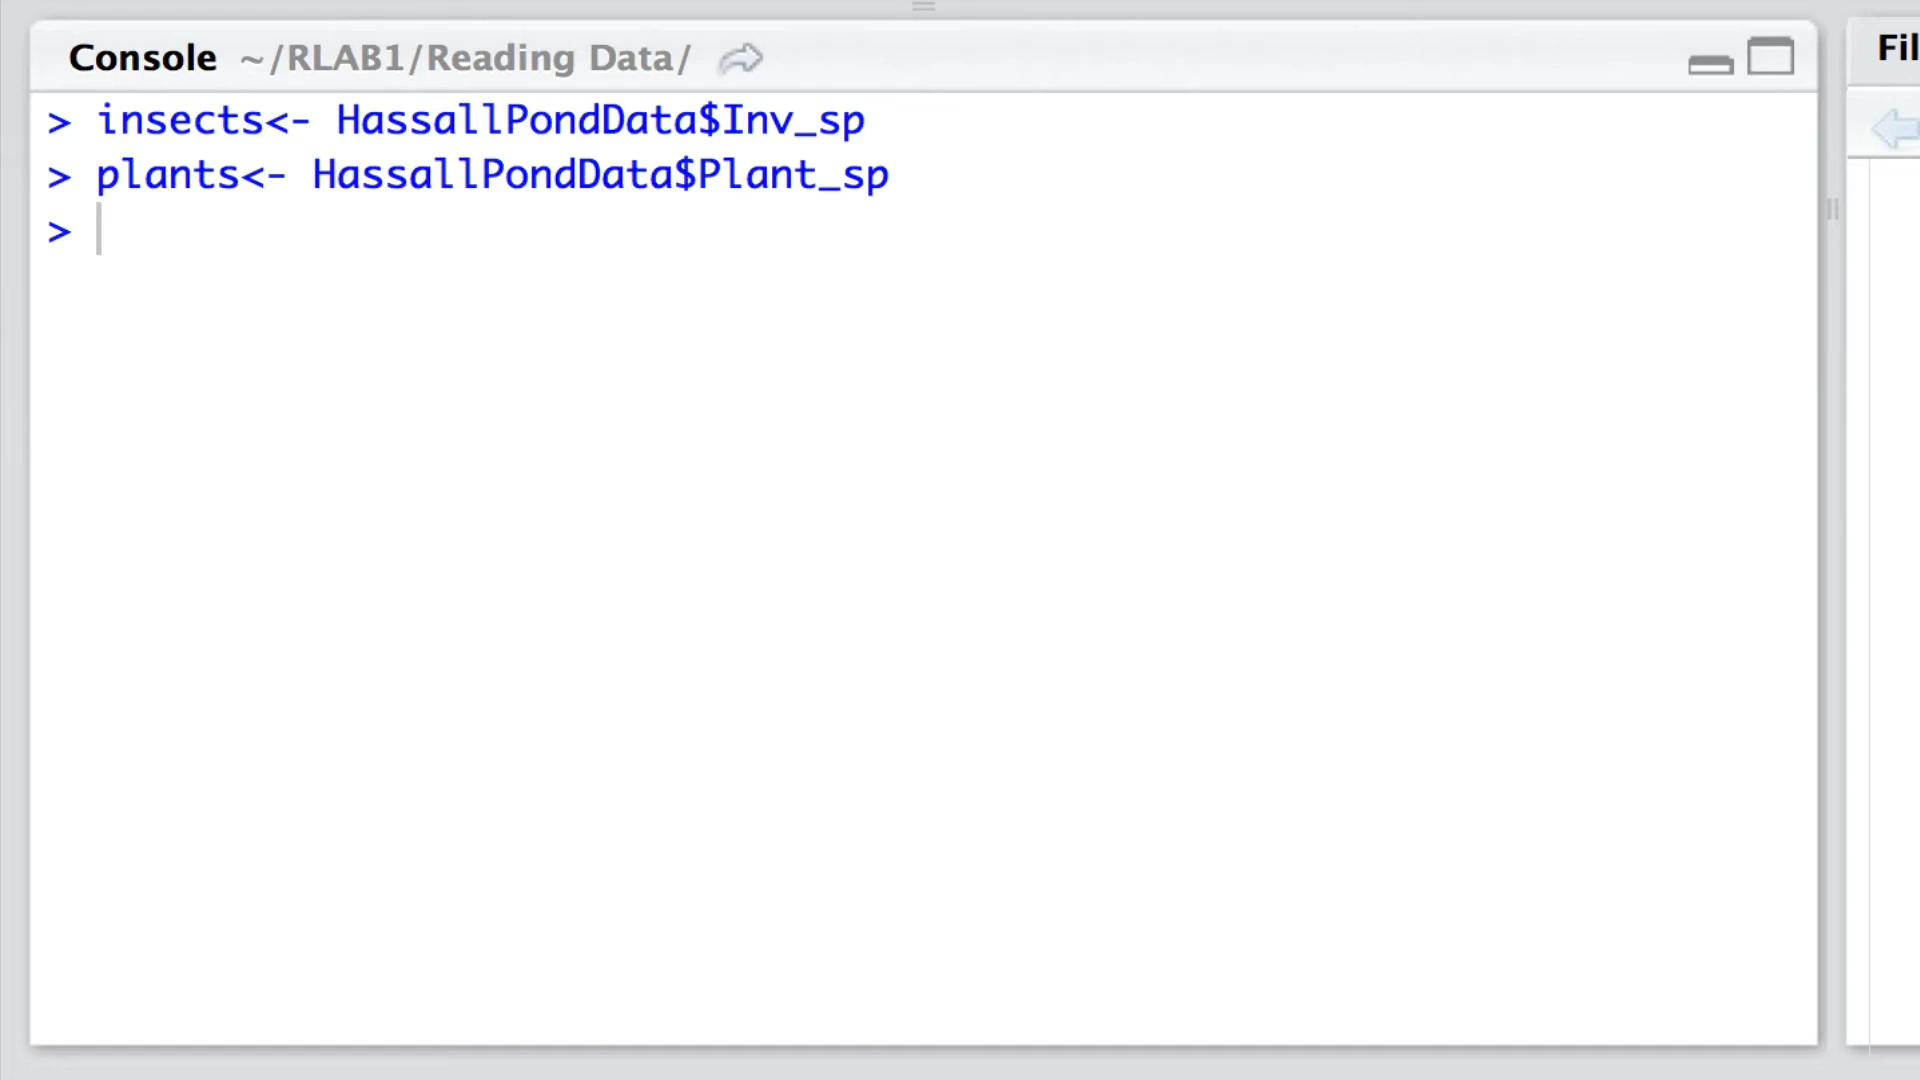 Console ~/RLAB1/Reading Data/
> insects<- HassallPondData$Inv_sp
> plants<- HassallPondData$Plant_sp
>
Fil